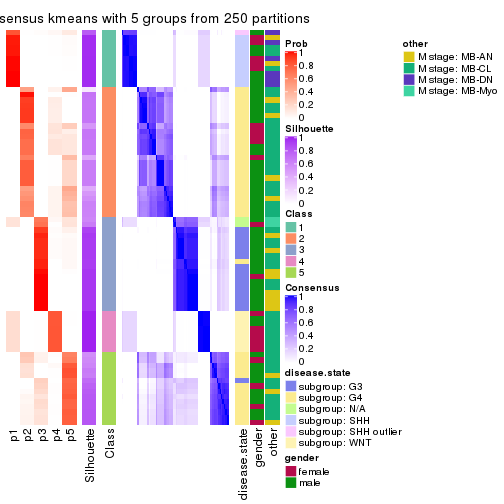 sensus kmeans with 5 groups from 250 partitions
Prob
1
0.8
0.6
0.4
0.2
0
Silhouette
1
0.8
0.6
0.4
0.2
0
Class
1
2
3
4
5
Consensus
1
0.8
0.6
0.4
0.2
0
disease.state
subgroup: G3
subgroup: G4
subgroup: N/A
subgroup: SHH
subgroup: SHH outlier
subgroup: WNT
gender
female
male
other
M stage: MB-AN
M stage: MB-CL
M stage: MB-DN
M stage: MB-Myo
p1
p2
p3
p4
p5
Silhouette
Class
disease.state
gender
other